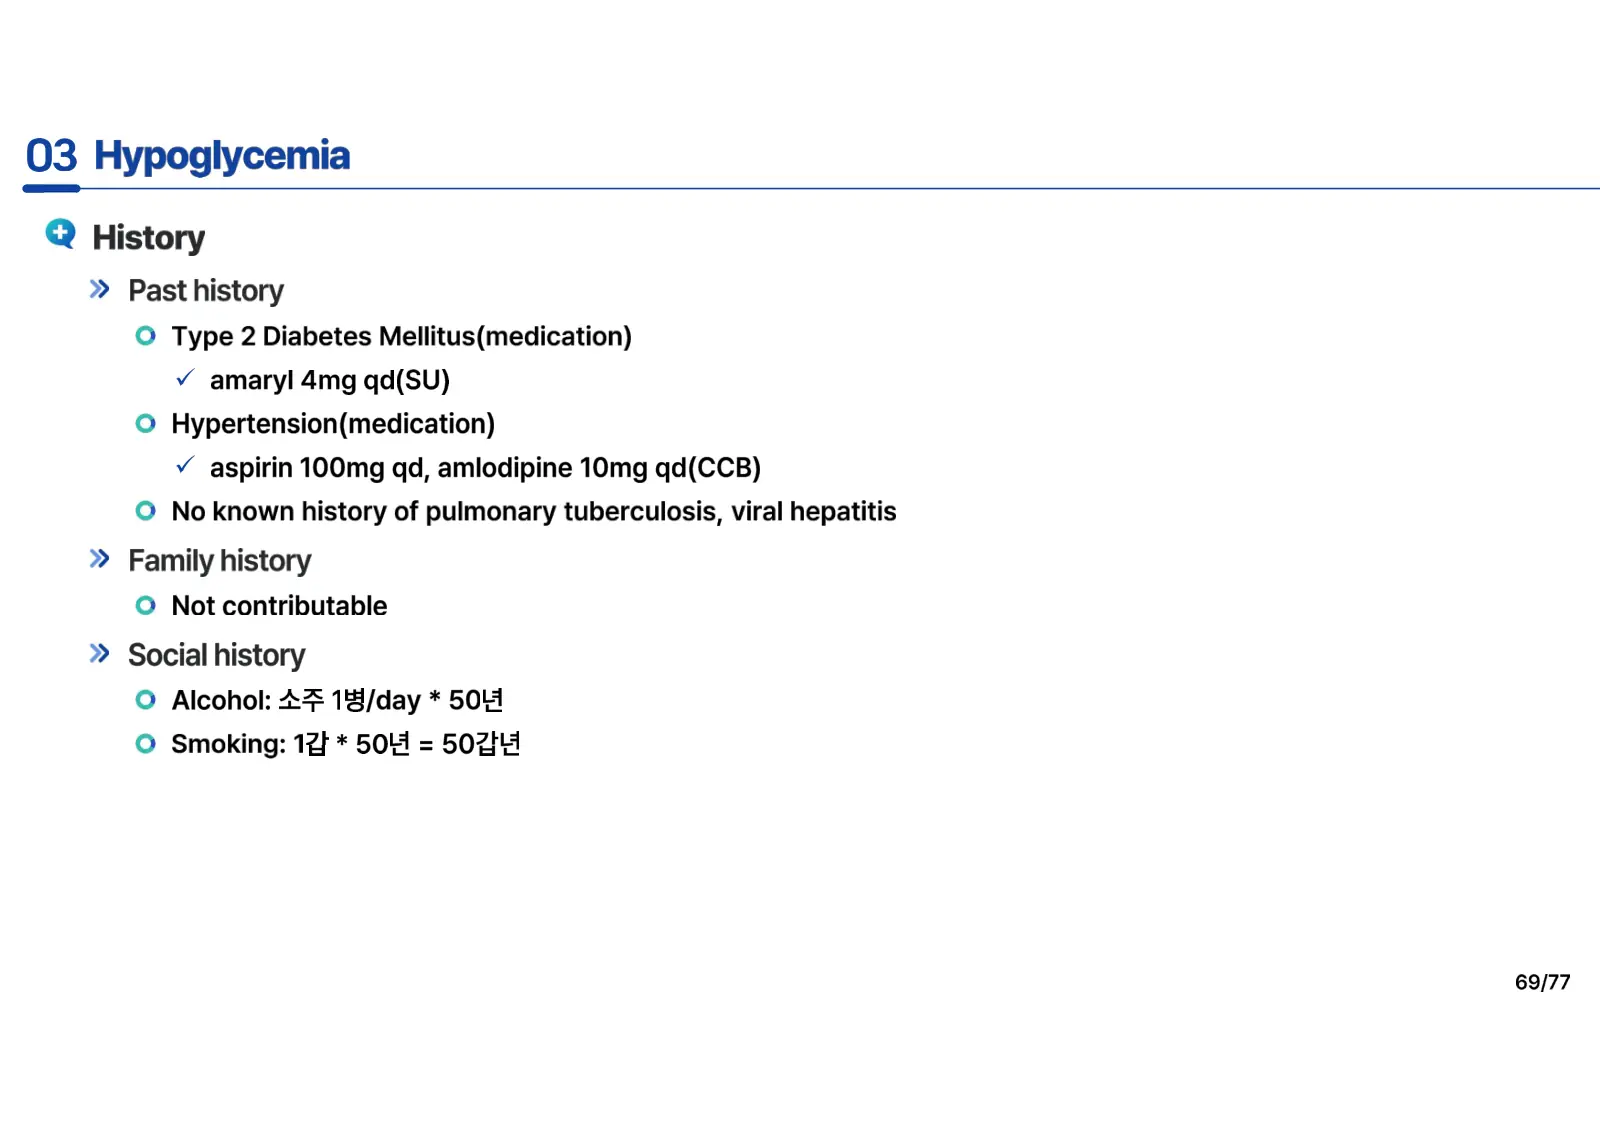 03 Hypoglycemia
History
Past history
Type 2 Diabetes Mellitus(medication)
amaryl 4mg qd(SU)
Hypertension(medication)
aspirin 100mg qd, amlodipine 10mg qd(CCB)
No known history of pulmonary tuberculosis, viral hepatitis
Family history
Not contributable
Social history
Alcohol: 소주 1병/day * 50년
Smoking: 1갑 * 50년 = 50갑년
69/77